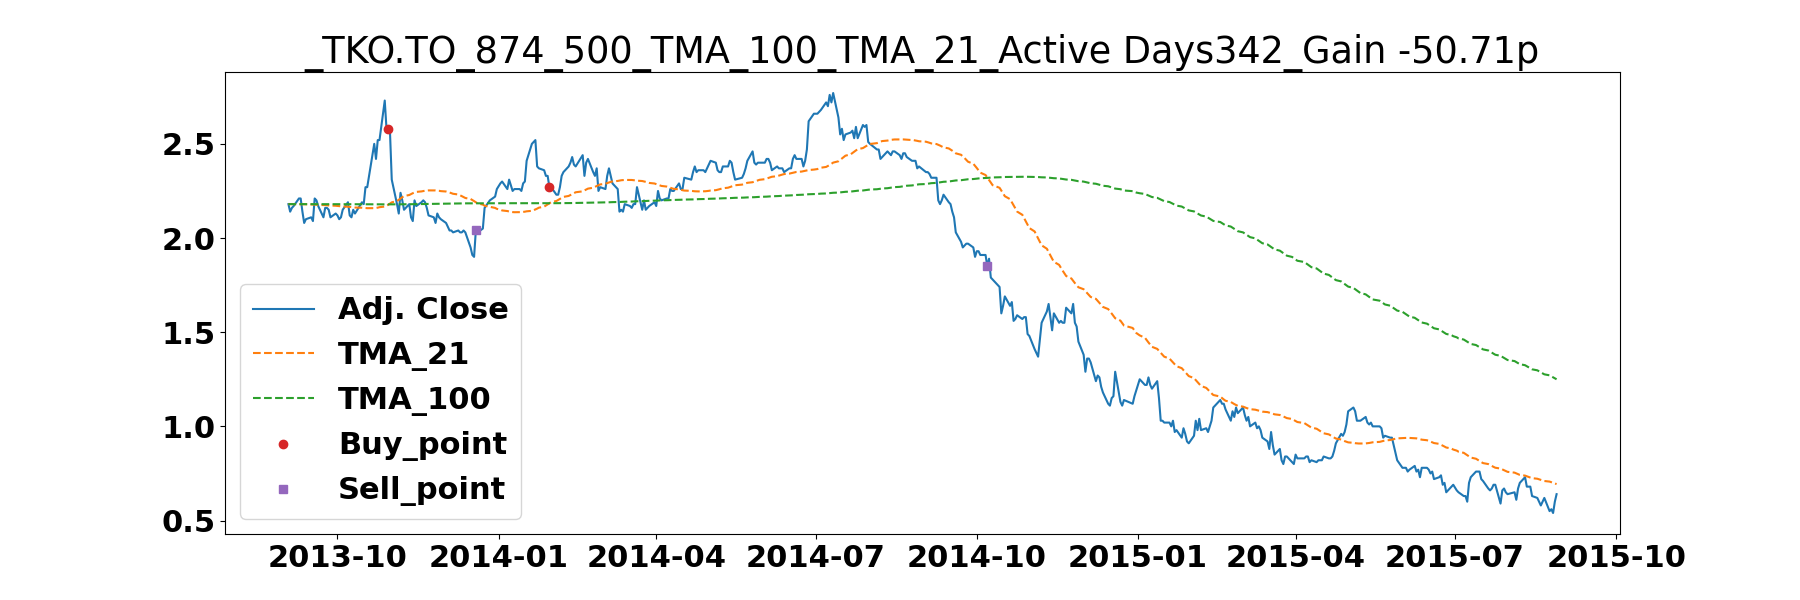 _TKO.TO_874_500_TMA_100_TMA_21_Active Days342_Gain -50.71p
2.5
2.0
1.5
1.0
0.5
Adj. Close
TMA_21
TMA_100
Buy_point
Sell_point
2013-10 2014-01 2014-04 2014-07 2014-10 2015-01 2015-04 2015-07 2015-10